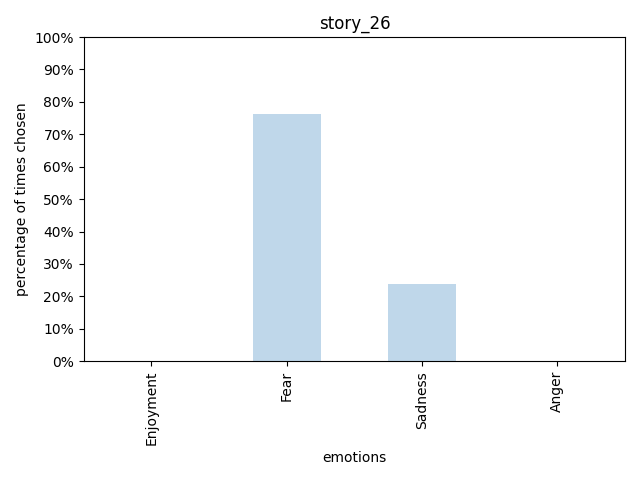 story_26
100%
90%
80%
70%
60%
50%
40%
30%
20%
10%
0%
percentage of times chosen
Enjoyment
Fear
Sadness
Anger
emotions